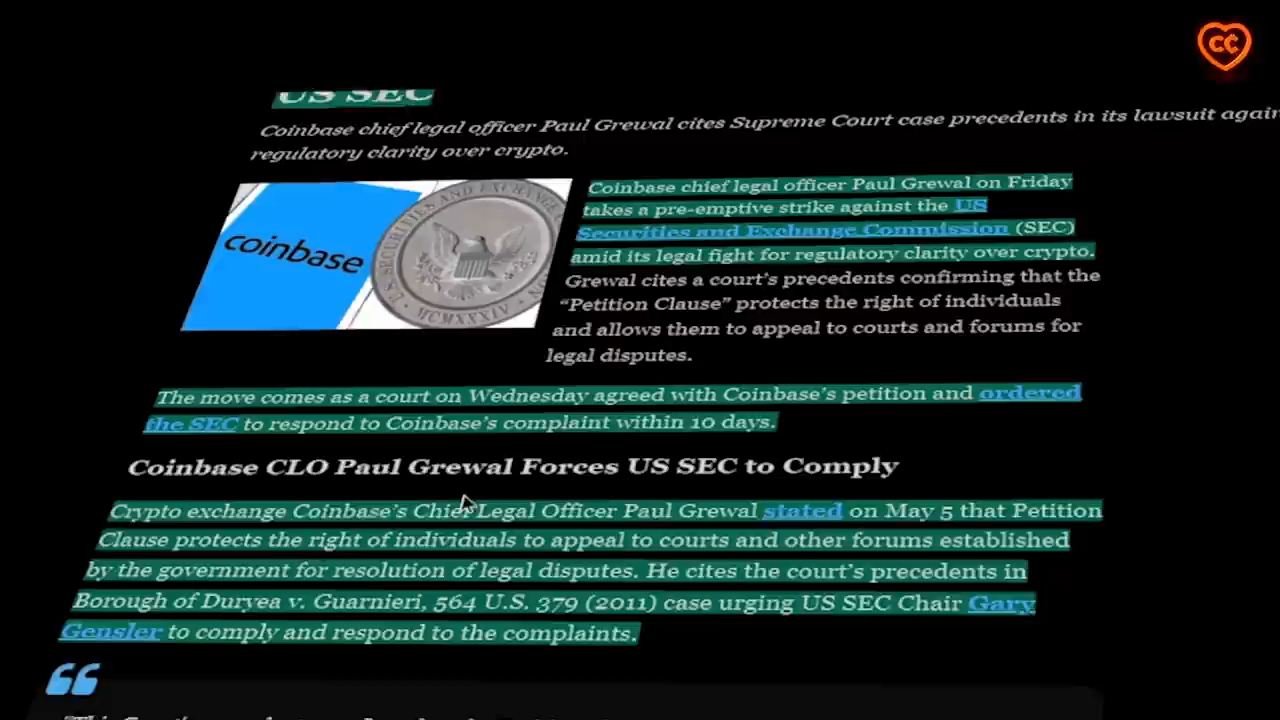 CC
US SEC
Coinbase chief legal officer Paul Grewal cites Supreme Court case precedents in its lawsuit again
regulatory clarity over crypto.
coinbase
SECURITIES AND EXCHANGE
MCMXXXIV
Coinbase chief legal officer Paul Grewal on Friday
takes a pre-emptive strike against the US
Securities and Exchange Commission (SEC)
amid its legal fight for regulatory clarity over crypto.
Grewal cites a court's precedents confirming that the
“Petition Clause” protects the right of individuals
and allows them to appeal to courts and forums for
legal disputes.
The move comes as a court on Wednesday agreed with Coinbase's petition and ordered
the SEC to respond to Coinbase's complaint within 10 days.
Coinbase CLO Paul Grewal Forces US SEC to Comply
Crypto exchange Coinbase's Chief Legal Officer Paul Grewal stated on May 5 that Petition
Clause protects the right of individuals to appeal to courts and other forums established
by the government for resolution of legal disputes. He cites the court's precedents in
Borough of Duryea v. Guarnieri, 564 U.S. 379 (2011) case urging US SEC Chair Gary
Gensler to comply and respond to the complaints.